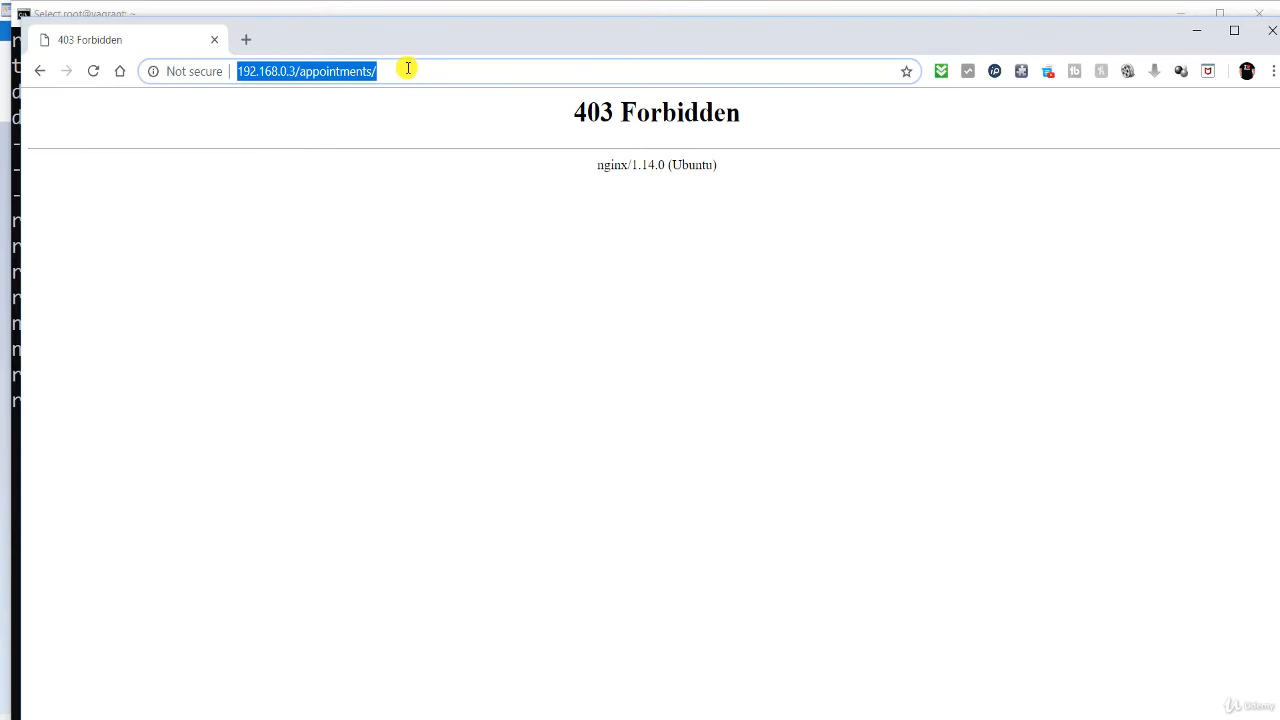 Select root@vagrant: ~
403 Forbidden
Not secure
192.168.0.3/appointments/
403 Forbidden
nginx/1.14.0 (Ubuntu)
Udemy